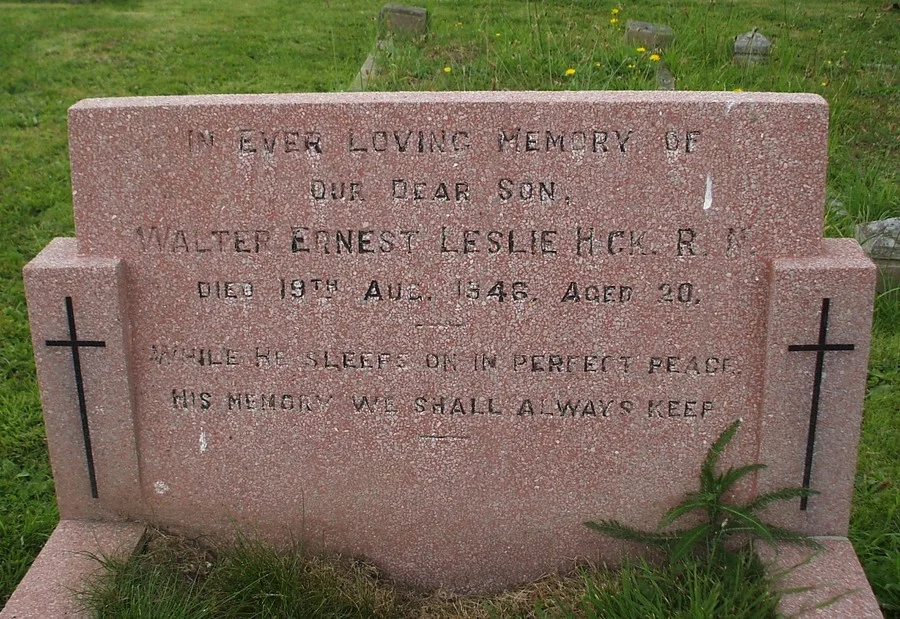 IN EVER LOVING MEMORY OF
OUR DEAR SON,
WALTER ERNEST LESLIE HICK. R. N.
DIED 19TH AUG. 1946. AGED 20.
WHILE HE SLEEPS ON IN PERFECT PEACE,
HIS MEMORY WE SHALL ALWAYS KEEP